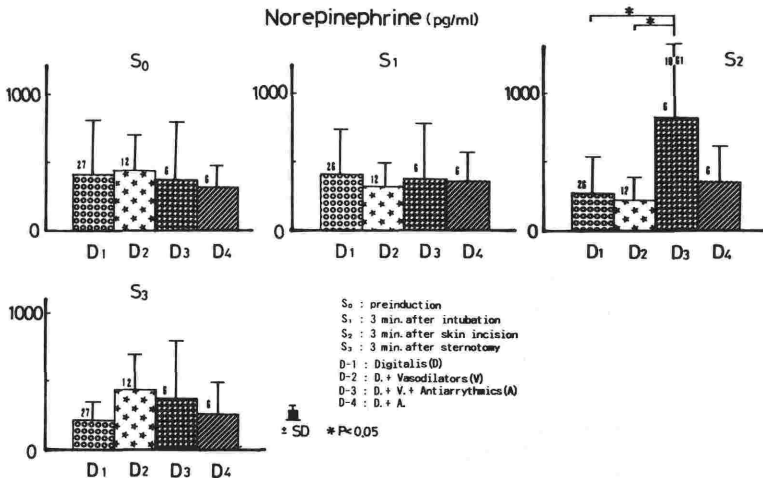 Norepinephrine (pg/ml)
*
*
S₀
S₁
S₂
1000
27
12
6
6
0
D₁ D₂ D₃ D₄
1000
26
12
6
6
0
D₁ D₂ D₃ D₄
1000
26
12
6
6
0
D₁ D₂ D₃ D₄
S₃
1000
27
12
6
6
0
D₁ D₂ D₃ D₄
S₀ : preinduction
S₁ : 3 min. after intubation
S₂ : 3 min. after skin incision
S₃ : 3 min. after sternotomy
D-1 : Digitalis(D)
D-2 : D.+ Vasodilators(V)
D-3 : D.+ V.+ Antiarrythmics(A)
D-4 : D.+ A.
± SD *P<0.05